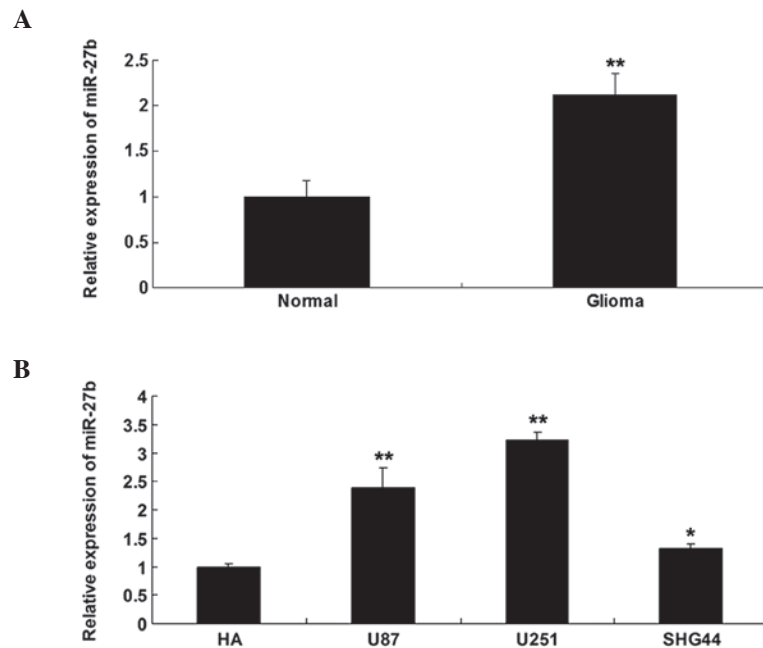 A
Relative expression of miR-27b
2.5
2
1.5
1
0.5
0
**
Normal
Glioma
B
Relative expression of miR-27b
4
3.5
3
2.5
2
1.5
1
0.5
0
**
**
*
HA
U87
U251
SHG44